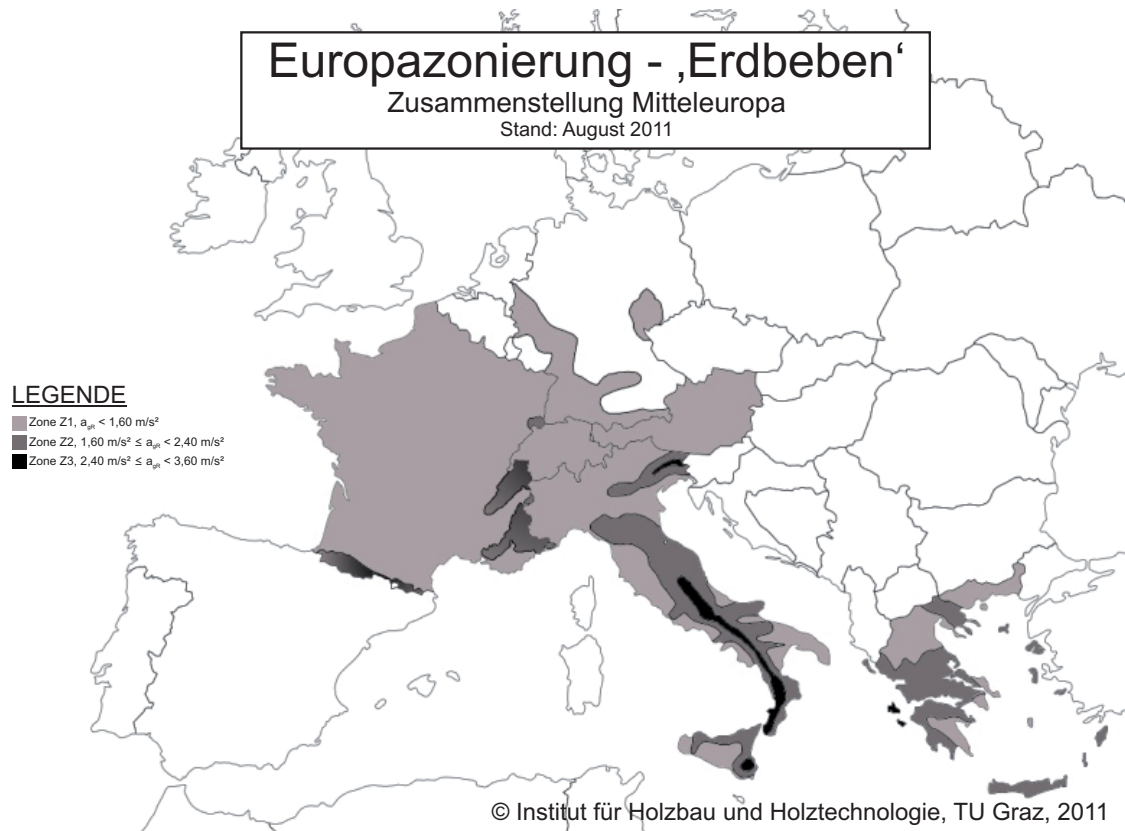 Europazonierung - ‚Erdbeben‘
Zusammenstellung Mitteleuropa
Stand: August 2011
LEGENDE
Zone Z1, a_gR < 1,60 m/s²
Zone Z2, 1,60 m/s² ≤ a_gR < 2,40 m/s²
Zone Z3, 2,40 m/s² ≤ a_gR < 3,60 m/s²
© Institut für Holzbau und Holztechnologie, TU Graz, 2011